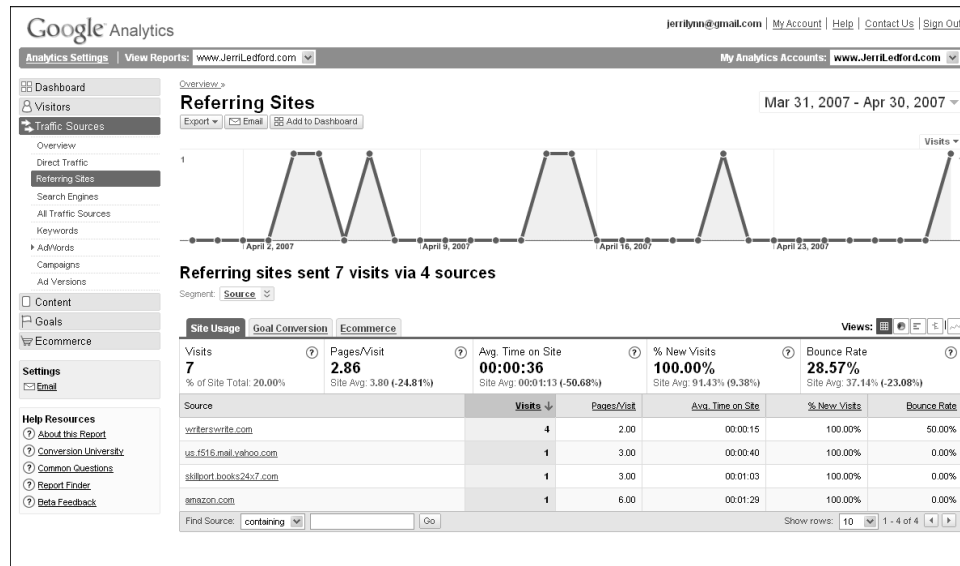 Google Analytics
jerrilynn@gmail.com | My Account | Help | Contact Us | Sign Out
Analytics Settings | View Reports: www.JerriLedford.com
My Analytics Accounts: www.JerriLedford.com
Dashboard
Visitors
Traffic Sources
Overview
Direct Traffic
Referring Sites
Search Engines
All Traffic Sources
Keywords
AdWords
Campaigns
Ad Versions
Content
Goals
Ecommerce
Settings
Email
Help Resources
About this Report
Conversion University
Common Questions
Report Finder
Beta Feedback
Overview »
Referring Sites
Mar 31, 2007 - Apr 30, 2007
Export Email Add to Dashboard
Visits
1
April 2, 2007 April 9, 2007 April 16, 2007 April 23, 2007
Referring sites sent 7 visits via 4 sources
Segment: Source
Site Usage Goal Conversion Ecommerce
Views:
Visits ? Pages/Visit ? Avg. Time on Site ? % New Visits ? Bounce Rate ?
7 2.86 00:00:36 100.00% 28.57%
% of Site Total: 20.00% Site Avg: 3.80 (-24.81%) Site Avg: 00:01:13 (-50.68%) Site Avg: 91.43% (9.38%) Site Avg: 37.14% (-23.08%)
Source Visits Pages/Visit Avg. Time on Site % New Visits Bounce Rate
writerswrite.com 4 2.00 00:00:15 100.00% 50.00%
us.f516.mail.yahoo.com 1 3.00 00:00:40 100.00% 0.00%
skillport.books24x7.com 1 3.00 00:01:03 100.00% 0.00%
amazon.com 1 6.00 00:01:29 100.00% 0.00%
Find Source: containing Go Show rows: 10 1 - 4 of 4